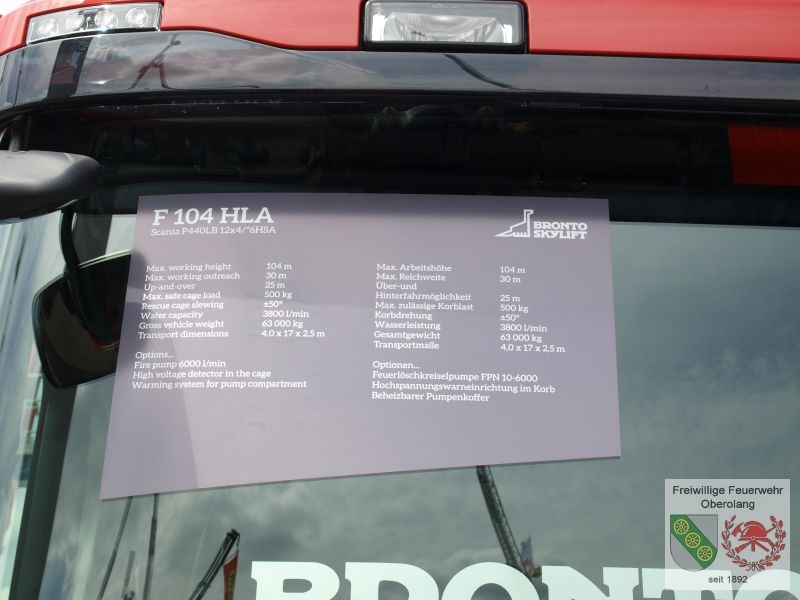 F 104 HLA
Scania P440LB 12x4/*6HSA
BRONTO
SKYLIFT
Max. working height 104 m
Max. working outreach 30 m
Up-and-over 25 m
Max. safe cage load 500 kg
Rescue cage slewing ±50°
Water capacity 3800 l/min
Gross vehicle weight 63 000 kg
Transport dimensions 4,0 x 17 x 2,5 m
Options...
Fire pump 6000 l/min
High voltage detector in the cage
Warming system for pump compartment
Max. Arbeitshöhe 104 m
Max. Reichweite 30 m
Über-und
Hinterfahrmöglichkeit 25 m
Max. zulässige Korblast 500 kg
Korbdrehung ±50°
Wasserleistung 3800 l/min
Gesamtgewicht 63 000 kg
Transportmaße 4,0 x 17 x 2,5 m
Optionen...
Feuerlöschkreiselpumpe FPN 10-6000
Hochspannungswarneinrichtung im Korb
Beheizbarer Pumpenkoffer
BRONTO
Freiwillige Feuerwehr
Oberolang
seit 1892